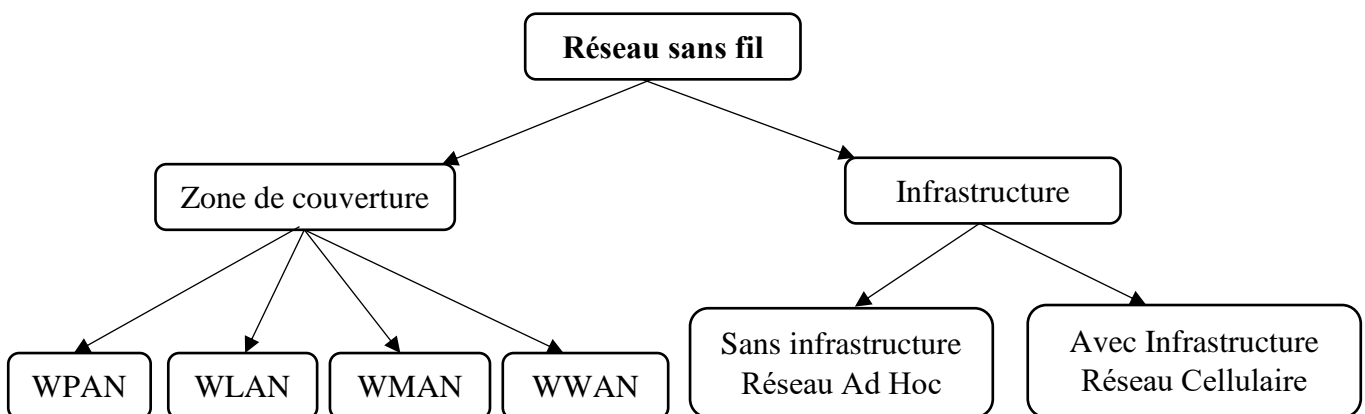 Réseau sans fil
Zone de couverture
Infrastructure
WPAN
WLAN
WMAN
WWAN
Sans infrastructure
Réseau Ad Hoc
Avec Infrastructure
Réseau Cellulaire